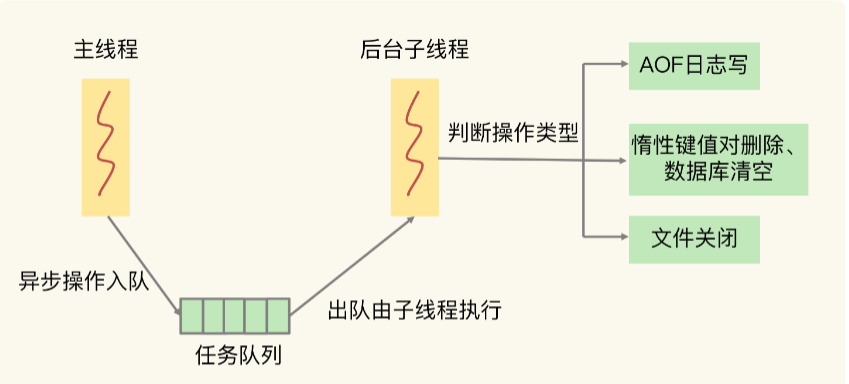 主线程
后台子线程
AOF日志写
判断操作类型
惰性键值对删除、
数据库清空
文件关闭
异步操作入队
出队由子线程执行
任务队列